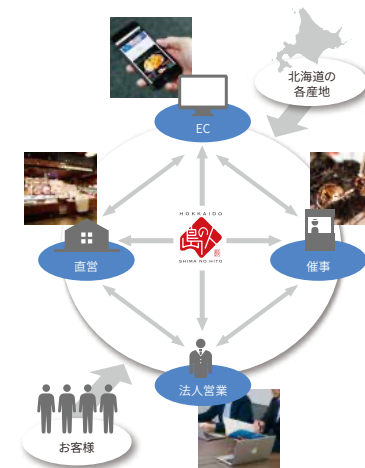 北海道の
各産地
EC
HOKKAIDO
島の人
SHIMA NO HITO
直営
催事
法人営業
お客様